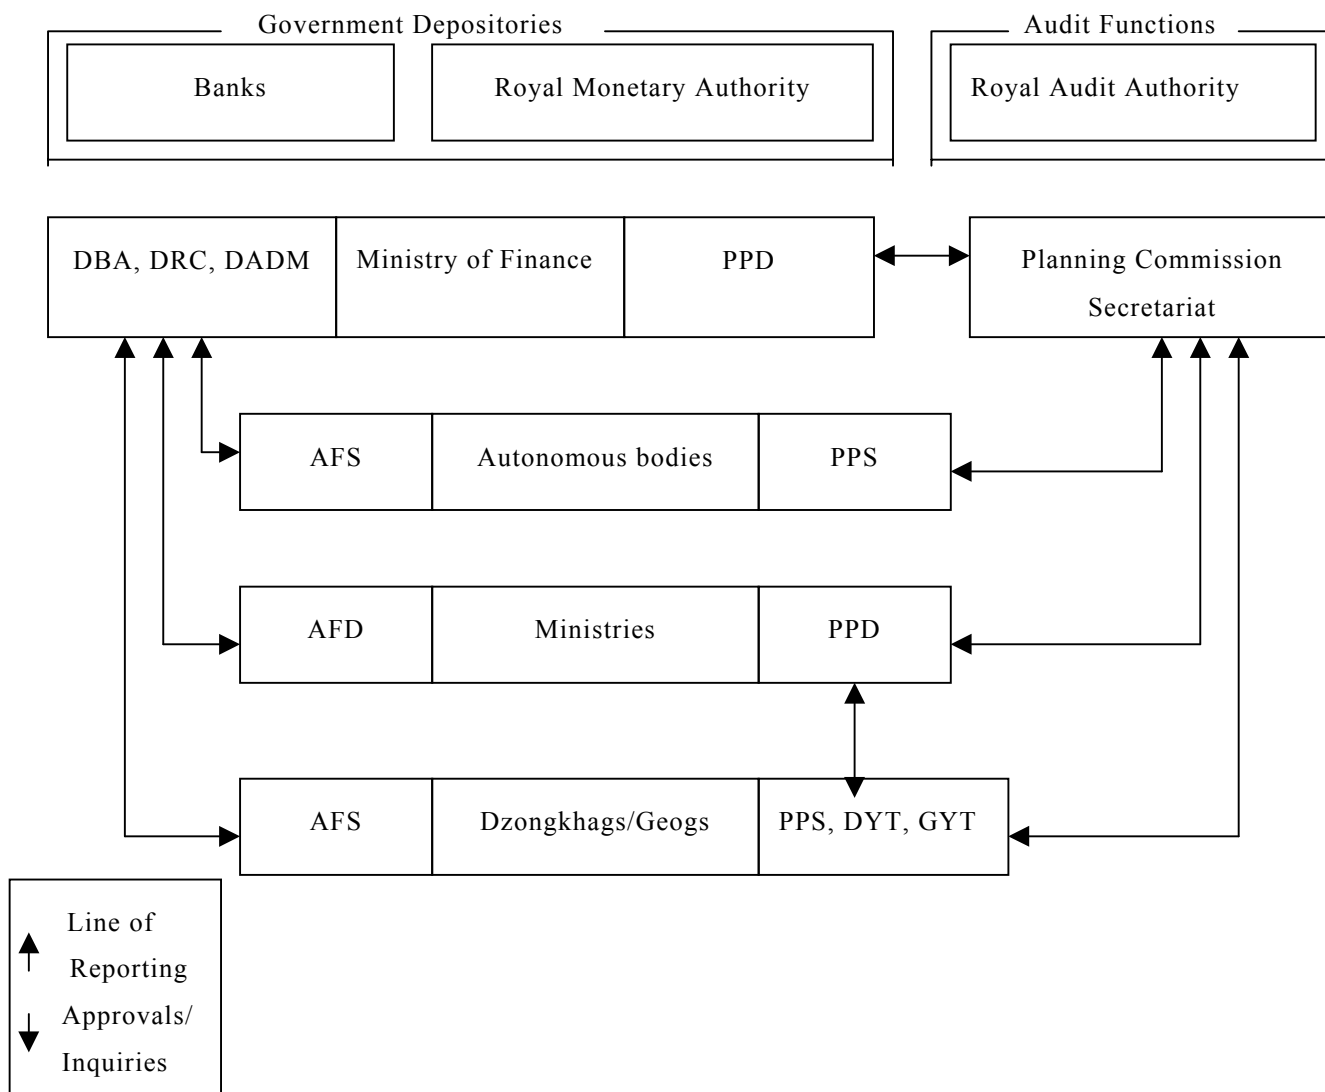 Government Depositories
Audit Functions
Banks
Royal Monetary Authority
Royal Audit Authority
DBA, DRC, DADM
Ministry of Finance
PPD
Planning Commission
Secretariat
AFS
Autonomous bodies
PPS
AFD
Ministries
PPD
AFS
Dzongkhags/Geogs
PPS, DYT, GYT
Line of
Reporting
Approvals/
Inquiries